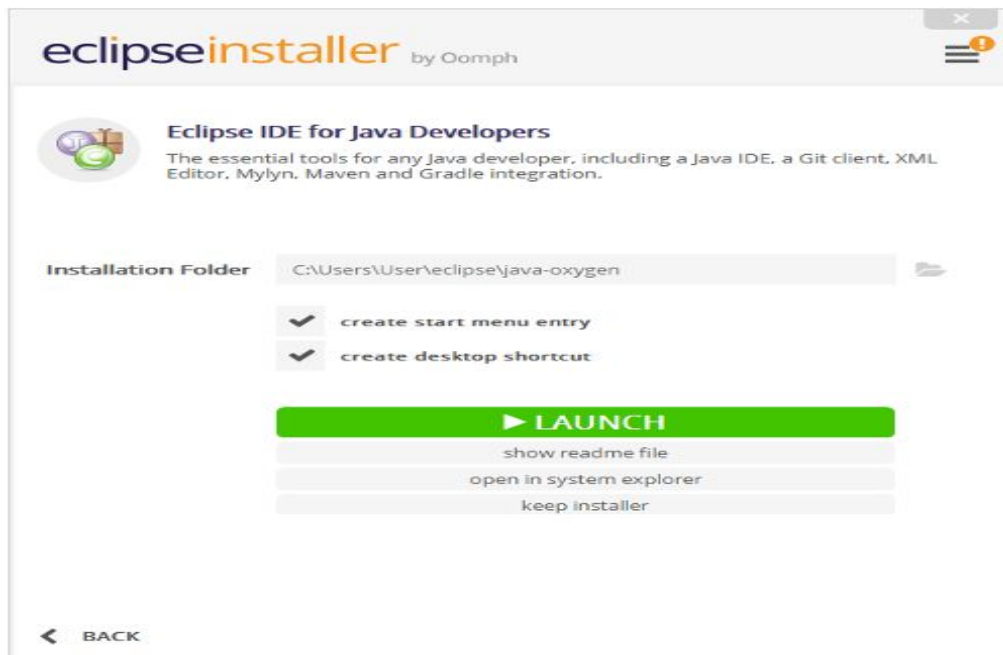 eclipseinstaller by Oomph
Eclipse IDE for Java Developers
The essential tools for any Java developer, including a Java IDE, a Git client, XML
Editor, Mylyn, Maven and Gradle integration.
Installation Folder C:\Users\User\eclipse\java-oxygen
create start menu entry
create desktop shortcut
LAUNCH
show readme file
open in system explorer
keep installer
BACK